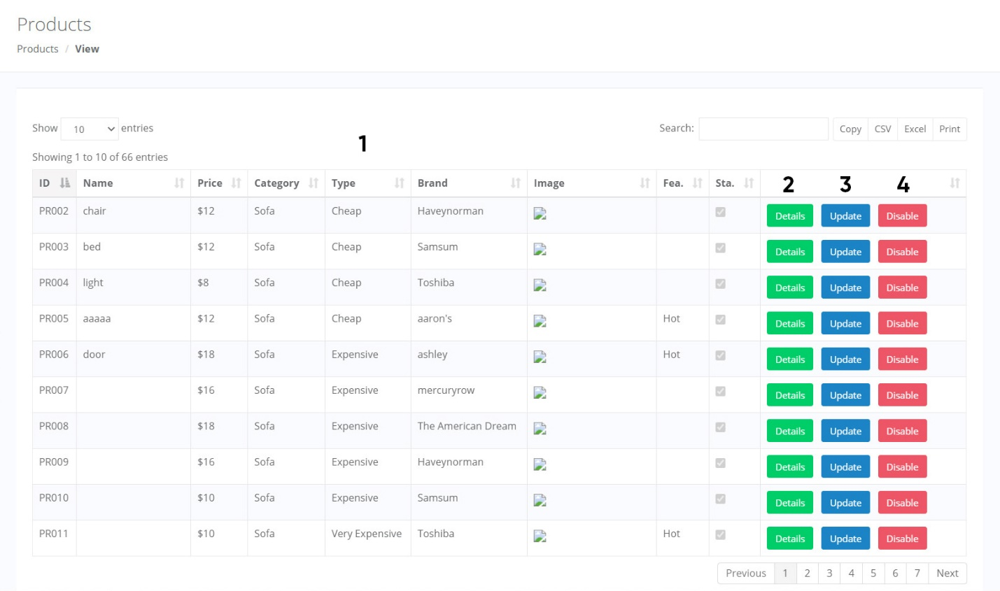 Products
Products / View
Show 10 entries Search: Copy CSV Excel Print
1
Showing 1 to 10 of 66 entries
ID Name Price Category Type Brand Image Fea. Sta. 2 3 4
PR002 chair $12 Sofa Cheap Haveynorman Details Update Disable
PR003 bed $12 Sofa Cheap Samsum Details Update Disable
PR004 light $8 Sofa Cheap Toshiba Details Update Disable
PR005 aaaaa $12 Sofa Cheap aaron's Hot Details Update Disable
PR006 door $18 Sofa Expensive ashley Hot Details Update Disable
PR007 $16 Sofa Expensive mercuryrow Details Update Disable
PR008 $18 Sofa Expensive The American Dream Details Update Disable
PR009 $16 Sofa Expensive Haveynorman Details Update Disable
PR010 $10 Sofa Expensive Samsum Details Update Disable
PR011 $10 Sofa Very Expensive Toshiba Hot Details Update Disable
Previous 1 2 3 4 5 6 7 Next